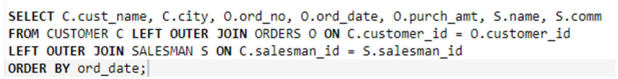 SELECT C.cust_name, C.city, O.ord_no, O.ord_date, O.purch_amt, S.name, S.comm
FROM CUSTOMER C LEFT OUTER JOIN ORDERS O ON C.customer_id = O.customer_id
LEFT OUTER JOIN SALESMAN S ON C.salesman_id = S.salesman_id
ORDER BY ord_date;